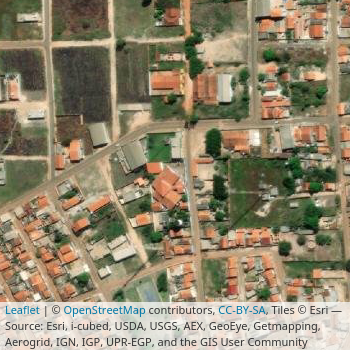 Leaflet | © OpenStreetMap contributors, CC-BY-SA, Tiles © Esri —
Source: Esri, i-cubed, USDA, USGS, AEX, GeoEye, Getmapping,
Aerogrid, IGN, IGP, UPR-EGP, and the GIS User Community